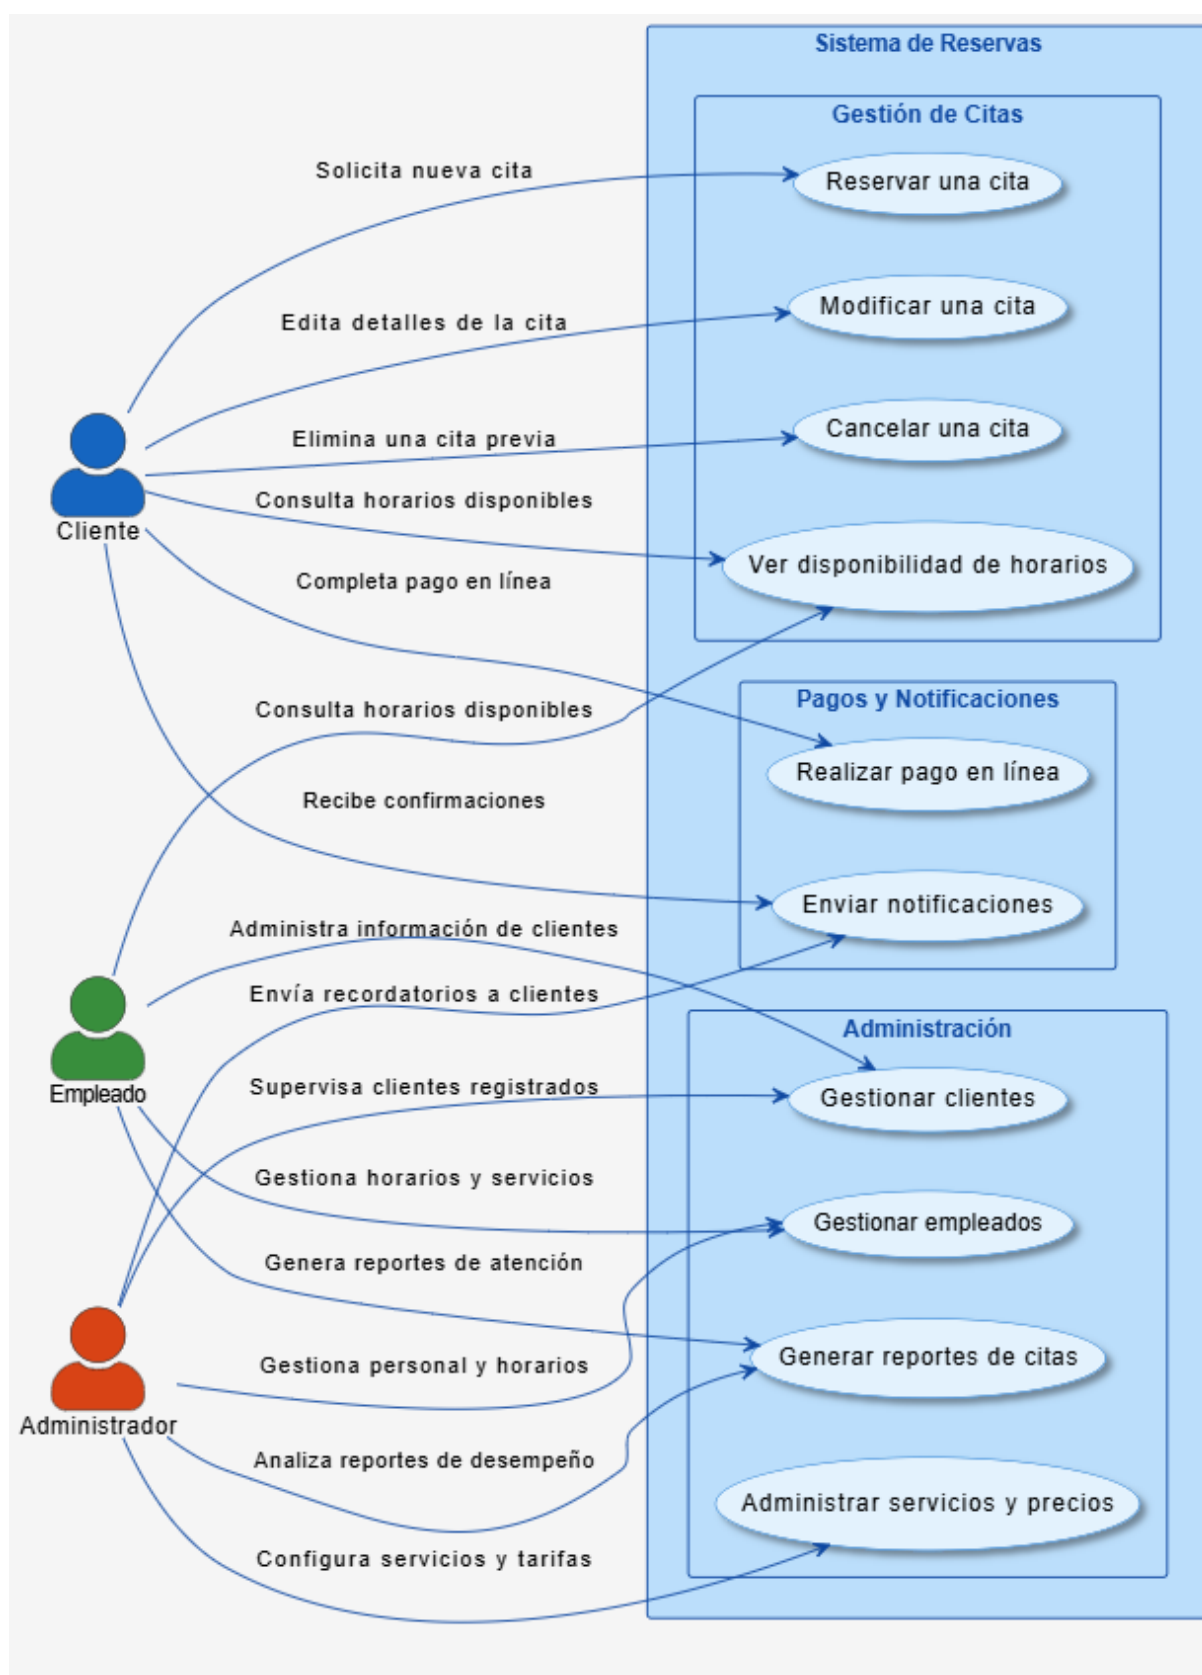 Sistema de Reservas
Gestión de Citas
Solicita nueva cita
Reservar una cita
Edita detalles de la cita
Modificar una cita
Elimina una cita previa
Cancelar una cita
Consulta horarios disponibles
Cliente
Ver disponibilidad de horarios
Completa pago en línea
Pagos y Notificaciones
Consulta horarios disponibles
Realizar pago en línea
Recibe confirmaciones
Enviar notificaciones
Administra información de clientes
Envía recordatorios a clientes
Administración
Empleado
Supervisa clientes registrados
Gestionar clientes
Gestiona horarios y servicios
Gestionar empleados
Genera reportes de atención
Gestiona personal y horarios
Generar reportes de citas
Administrador
Analiza reportes de desempeño
Administrar servicios y precios
Configura servicios y tarifas